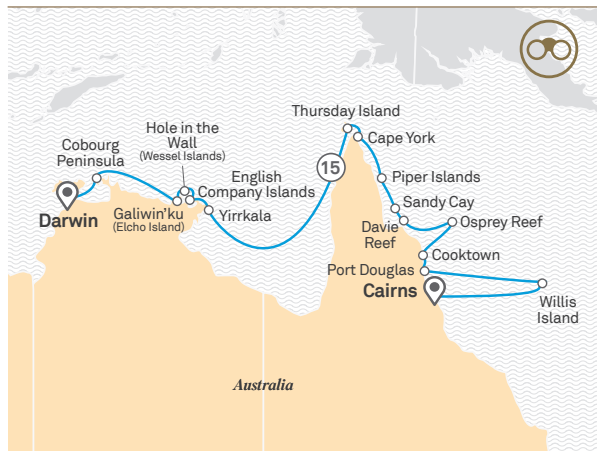 Thursday Island
Cape York
Hole in the
Wall
(Wessel Islands)
Cobourg
Peninsula
English
Company Islands
15
Piper Islands
Darwin
Galiwin'ku
(Elcho Island)
Yirrkala
Sandy Cay
Davie
Reef
Osprey Reef
Cooktown
Port Douglas
Cairns
Willis
Island
Australia